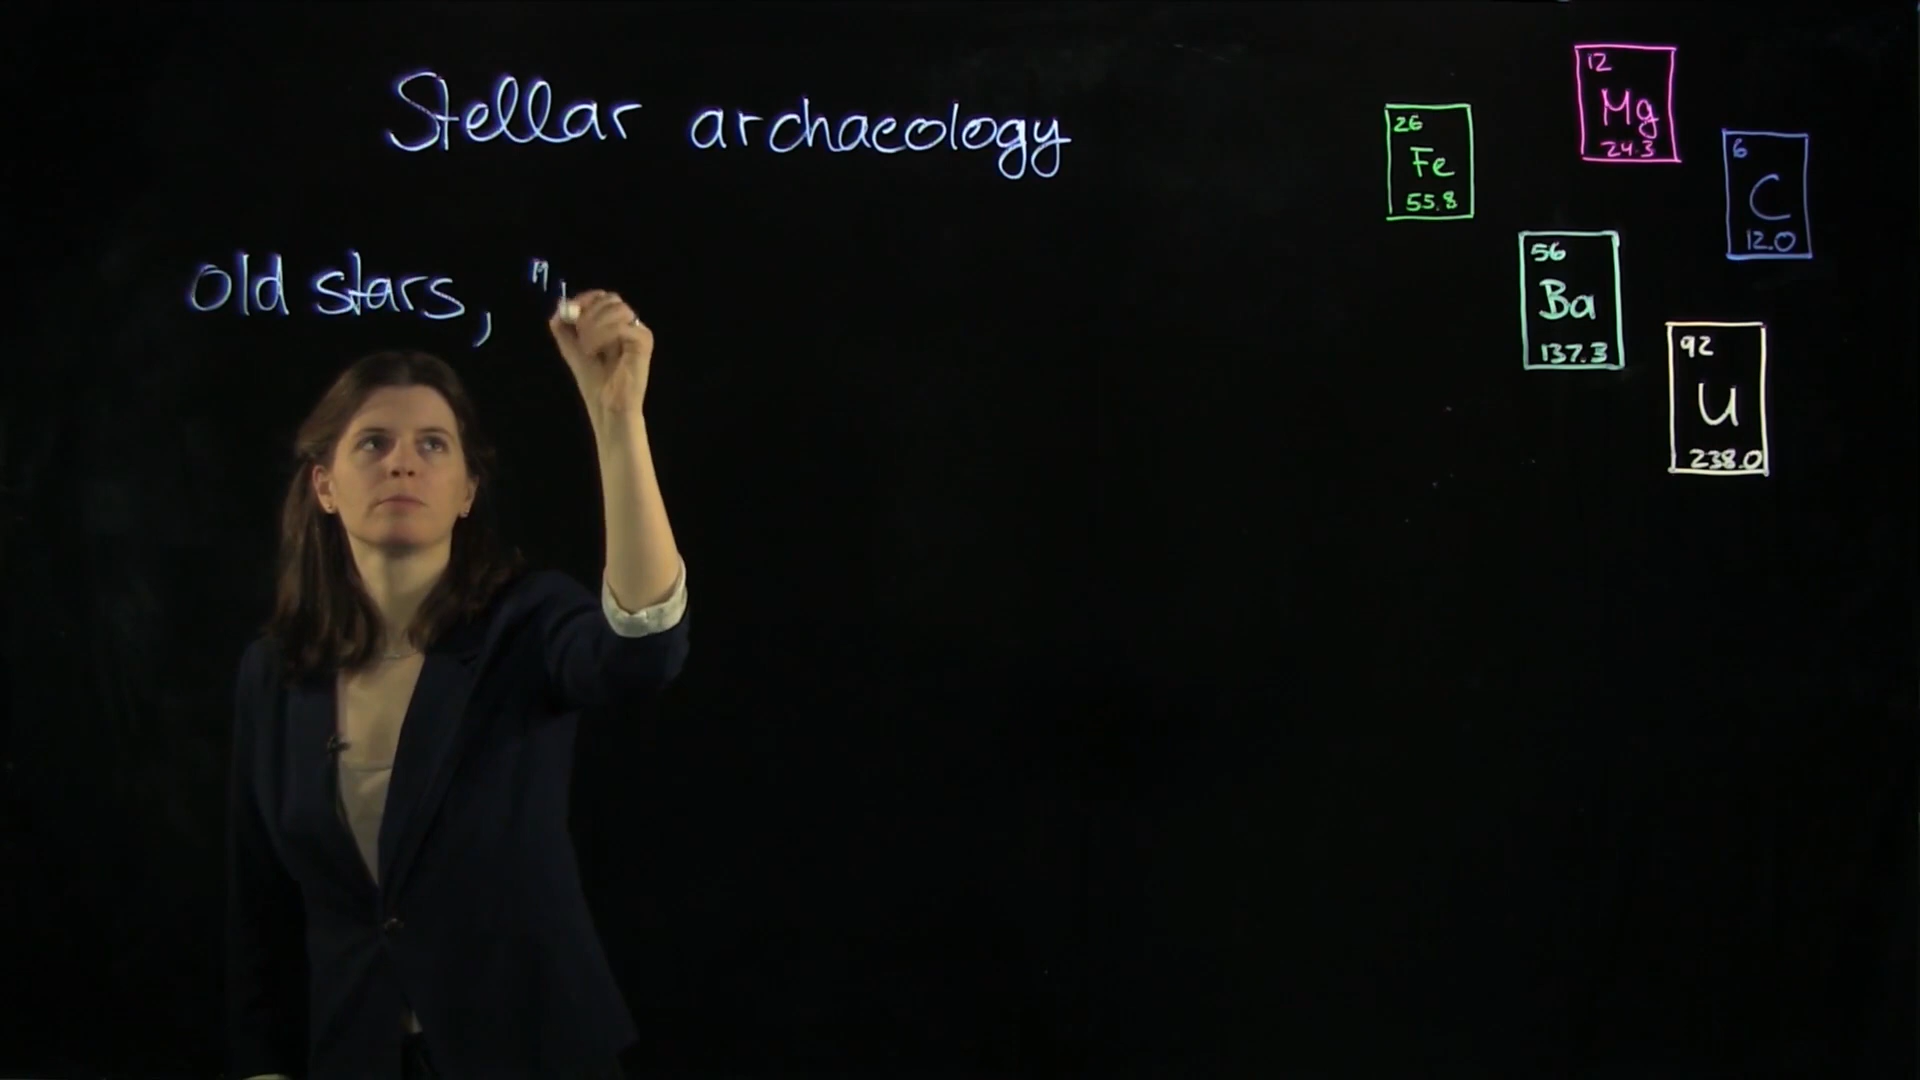 Stellar archaeology
old stars, "
12
Mg
24.3
26
Fe
55.8
6
C
12.0
56
Ba
137.3
92
U
238.0